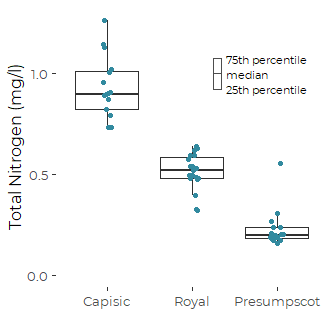 Total Nitrogen (mg/l)
1.0
0.5
0.0
75th percentile
median
25th percentile
Capisic Royal Presumpscot